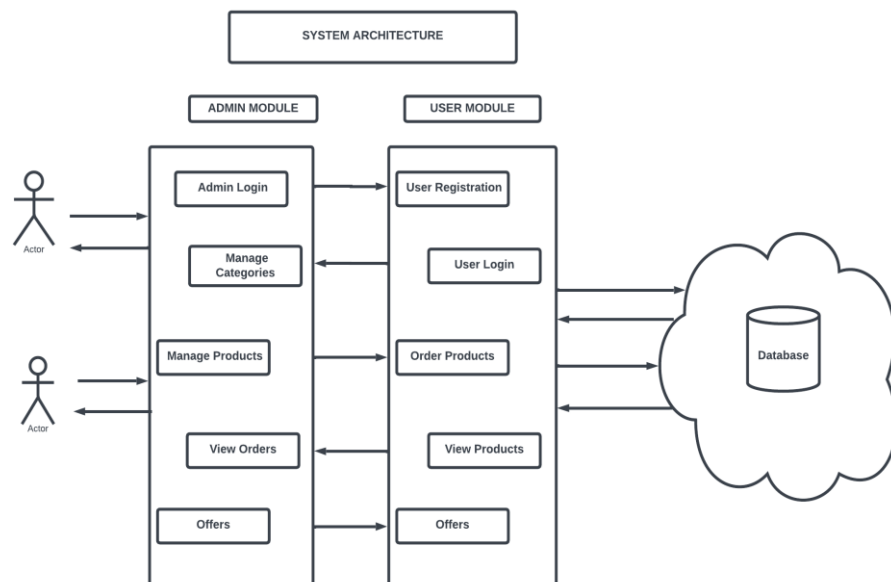 SYSTEM ARCHITECTURE
ADMIN MODULE
USER MODULE
Admin Login
User Registration
Actor
Manage
Categories
User Login
Manage Products
Order Products
Database
Actor
View Orders
View Products
Offers
Offers